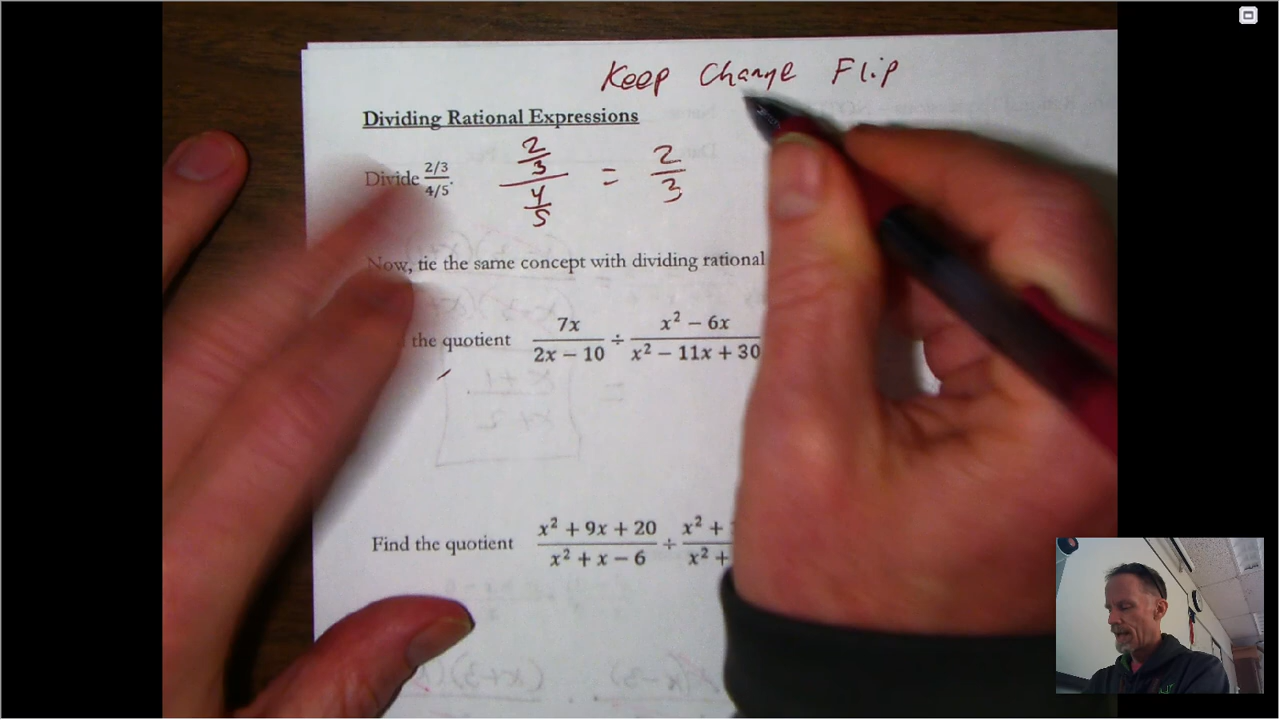 Keep Change Flip
Dividing Rational Expressions
Divide (2/3)/(4/5). (2/3)/(4/5) = 2/3
Now, tie the same concept with dividing rational
the quotient 7x/(2x − 10) ÷ (x² − 6x)/(x² − 11x + 30)
Find the quotient (x² + 9x + 20)/(x² + x − 6) ÷ (x² +)/(x² +)